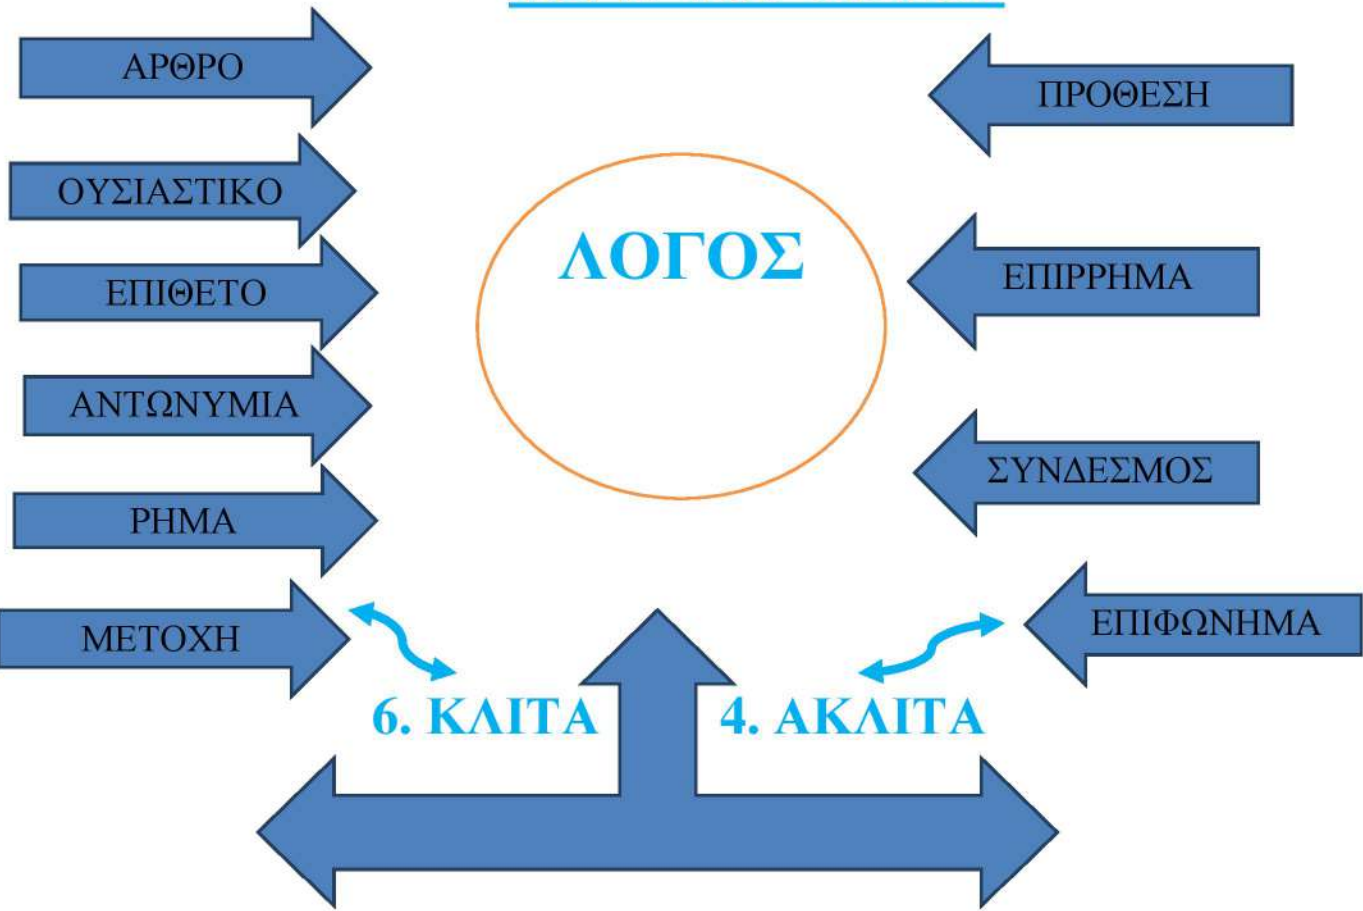 ΑΡΘΡΟ
ΟΥΣΙΑΣΤΙΚΟ
ΕΠΙΘΕΤΟ
ΑΝΤΩΝΥΜΙΑ
ΡΗΜΑ
ΜΕΤΟΧΗ
ΛΟΓΟΣ
ΠΡΟΘΕΣΗ
ΕΠΙΡΡΗΜΑ
ΣΥΝΔΕΣΜΟΣ
ΕΠΙΦΩΝΗΜΑ
6. ΚΛΙΤΑ
4. ΑΚΛΙΤΑ